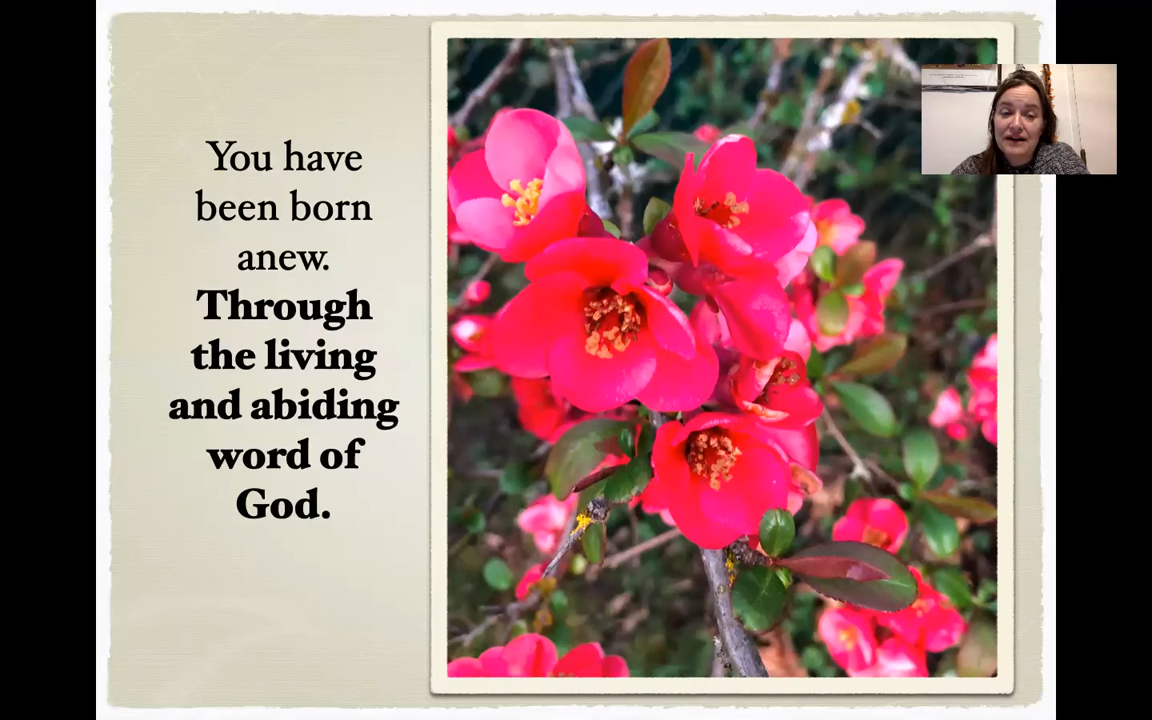 You have
been born
anew.
Through
the living
and abiding
word of
God.